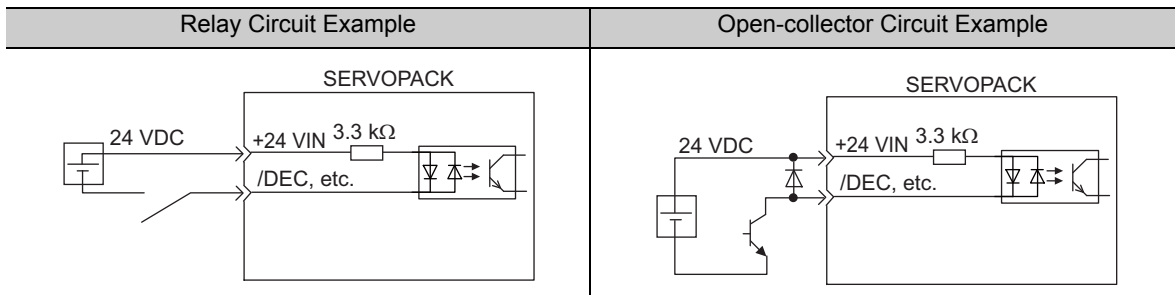 Relay Circuit Example
Open-collector Circuit Example
SERVOPACK
24 VDC
+24 VIN 3.3 kΩ
/DEC, etc.
SERVOPACK
24 VDC
+24 VIN 3.3 kΩ
/DEC, etc.